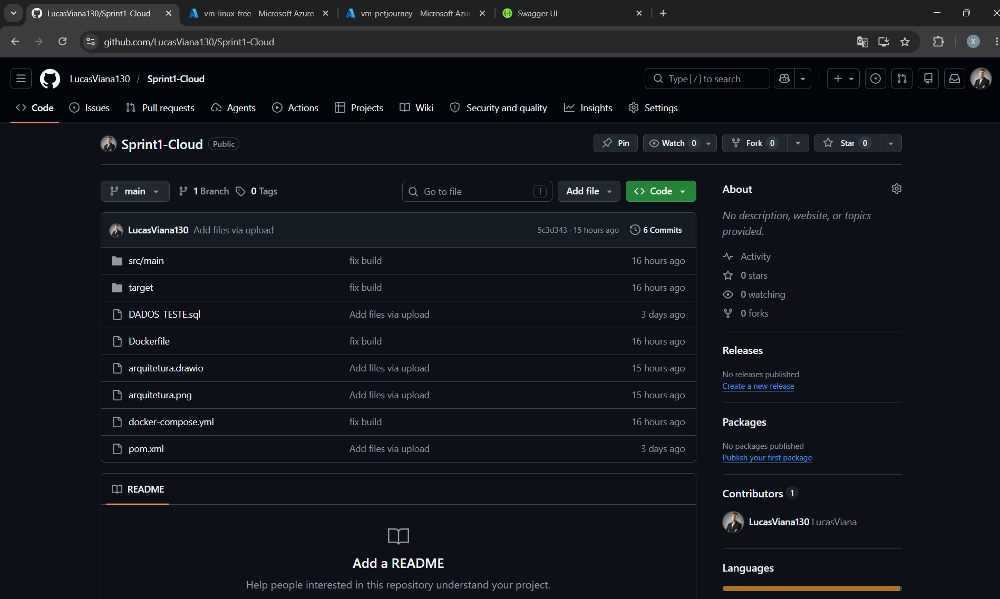 LucasViana130/Sprint1-Cloud
vm-linux-free - Microsoft Azure
vm-petjourney - Microsoft Azur
Swagger UI
github.com/LucasViana130/Sprint1-Cloud
X
LucasViana130 / Sprint1-Cloud
Type / to search
Code
Issues
Pull requests
Agents
Actions
Projects
Wiki
Security and quality
Insights
Settings
Sprint1-Cloud Public
Pin
Watch 0
Fork 0
Star 0
main
1 Branch
0 Tags
Go to file T
Add file
Code
LucasViana130 Add files via upload 5c3d343 · 15 hours ago 6 Commits
src/main fix build 16 hours ago
target fix build 16 hours ago
DADOS_TESTE.sql Add files via upload 3 days ago
Dockerfile fix build 16 hours ago
arquitetura.drawio Add files via upload 15 hours ago
arquitetura.png Add files via upload 15 hours ago
docker-compose.yml fix build 16 hours ago
pom.xml Add files via upload 3 days ago
README
Add a README
Help people interested in this repository understand your project.
About
No description, website, or topics
provided.
Activity
0 stars
0 watching
0 forks
Releases
No releases published
Create a new release
Packages
No packages published
Publish your first package
Contributors 1
LucasViana130 LucasViana
Languages